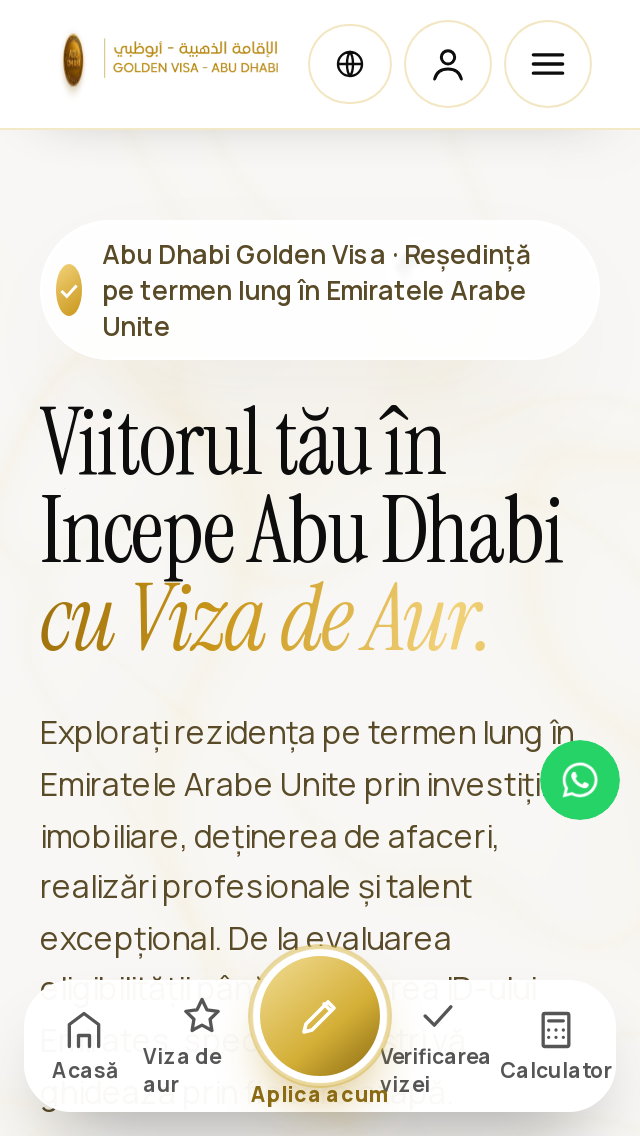 الإقامة الذهبية - أبوظبي
GOLDEN VISA - ABU DHABI
Abu Dhabi Golden Visa · Reședință
pe termen lung în Emiratele Arabe
Unite
Viitorul tău în
Incepe Abu Dhabi
cu Viza de Aur.
Explorați rezidența pe termen lung în
Emiratele Arabe Unite prin investiți
imobiliare, deținerea de afaceri,
realizări profesionale și talent
excepțional. De la evaluarea
Acasă
Viza de
aur
Aplica acum
Verificarea
vizei
Calculator